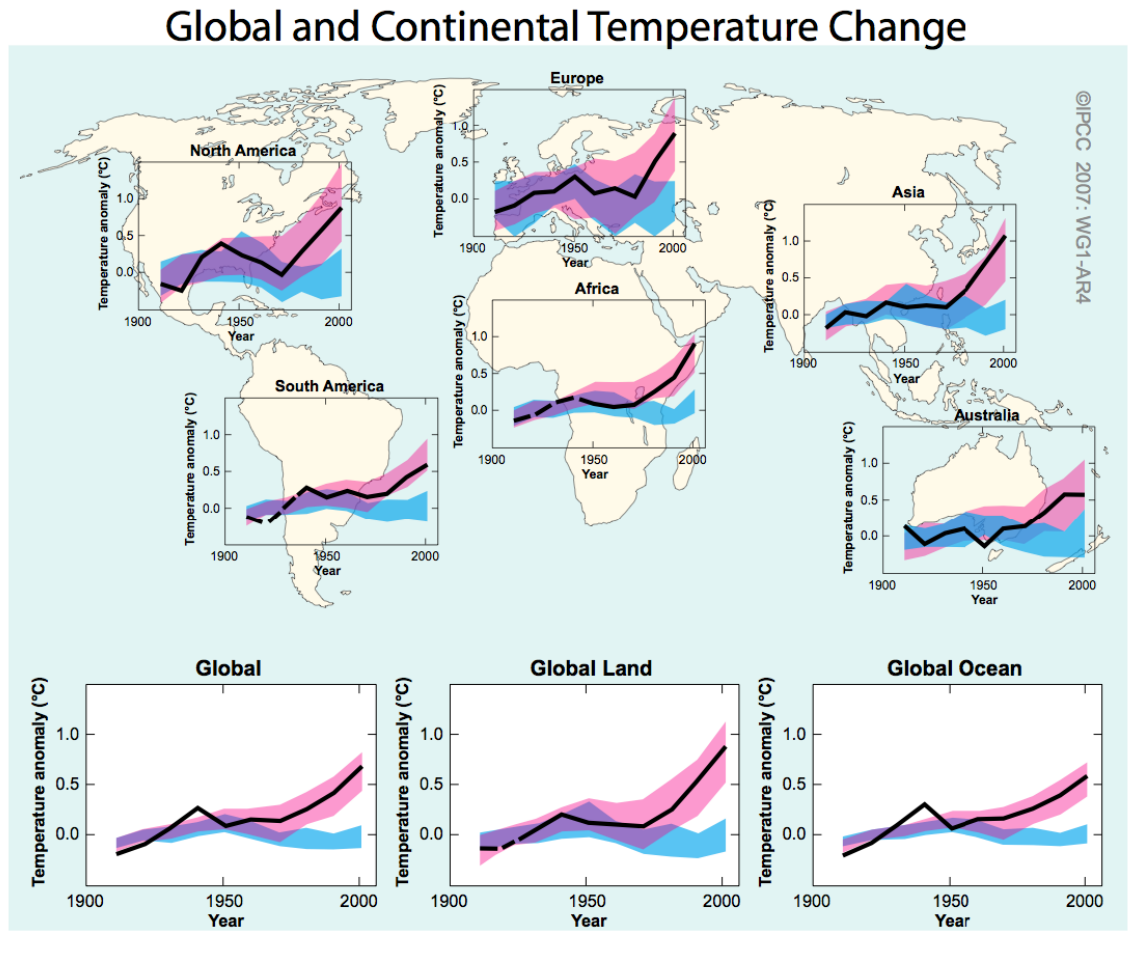 Global and Continental Temperature Change
©IPCC 2007: WG1-AR4
Europe
Temperature anomaly (°C)
1.0
0.5
0.0
1900 1950 2000
Year
North America
Temperature anomaly (°C)
1.0
0.5
0.0
1900 1950 2000
Year
Asia
Temperature anomaly (°C)
1.0
0.5
0.0
1900 1950 2000
Year
Africa
Temperature anomaly (°C)
1.0
0.5
0.0
1900 1950 2000
Year
South America
Temperature anomaly (°C)
1.0
0.5
0.0
1900 1950 2000
Year
Australia
Temperature anomaly (°C)
1.0
0.5
0.0
1900 1950 2000
Year
Global
Temperature anomaly (°C)
1.0
0.5
0.0
1900 1950 2000
Year
Global Land
Temperature anomaly (°C)
1.0
0.5
0.0
1900 1950 2000
Year
Global Ocean
Temperature anomaly (°C)
1.0
0.5
0.0
1900 1950 2000
Year